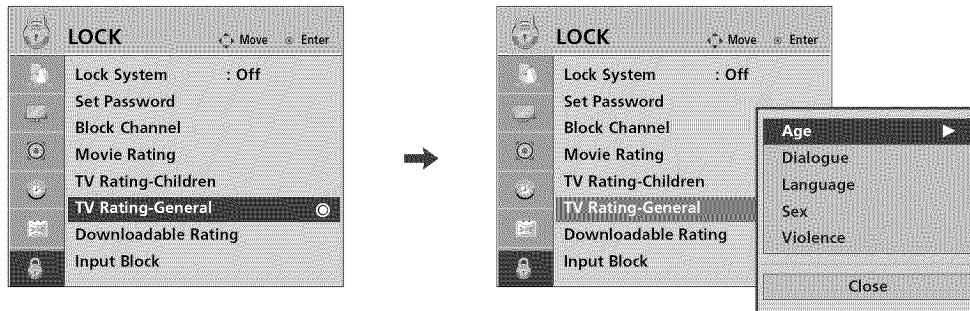 LOCK
Move Enter
Lock System : Off
Set Password
Block Channel
Movie Rating
TV Rating-Children
TV Rating-General
Downloadable Rating
Input Block
LOCK
Move Enter
Lock System : Off
Set Password
Block Channel
Movie Rating
TV Rating-Children
TV Rating-General
Downloadable Rating
Input Block
Age
Dialogue
Language
Sex
Violence
Close